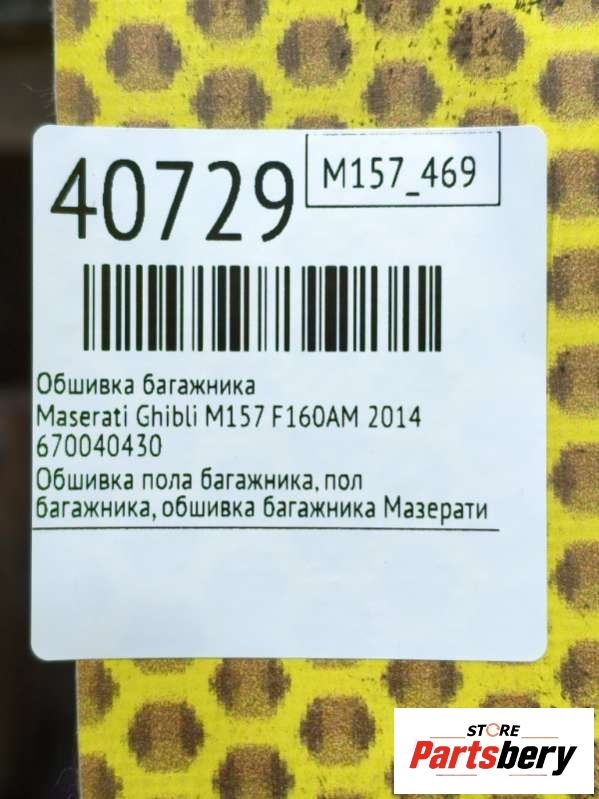 40729
M157_469
Обшивка багажника
Maserati Ghibli M157 F160AM 2014
670040430
Обшивка пола багажника, пол
багажника, обшивка багажника Мазерати
STORE
Partsbery